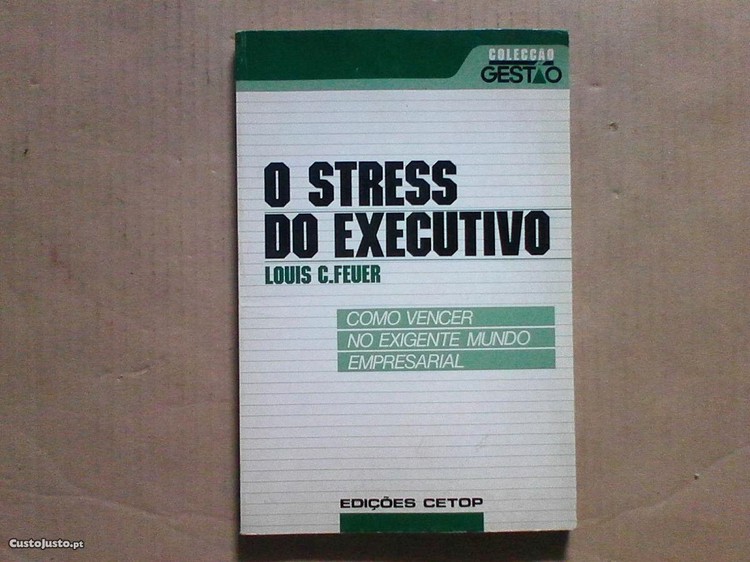 COLECÇÃO
GESTÃO
O STRESS
DO EXECUTIVO
LOUIS C.FEUER
COMO VENCER
NO EXIGENTE MUNDO
EMPRESARIAL
EDIÇÕES CETOP
CustoJusto.pt